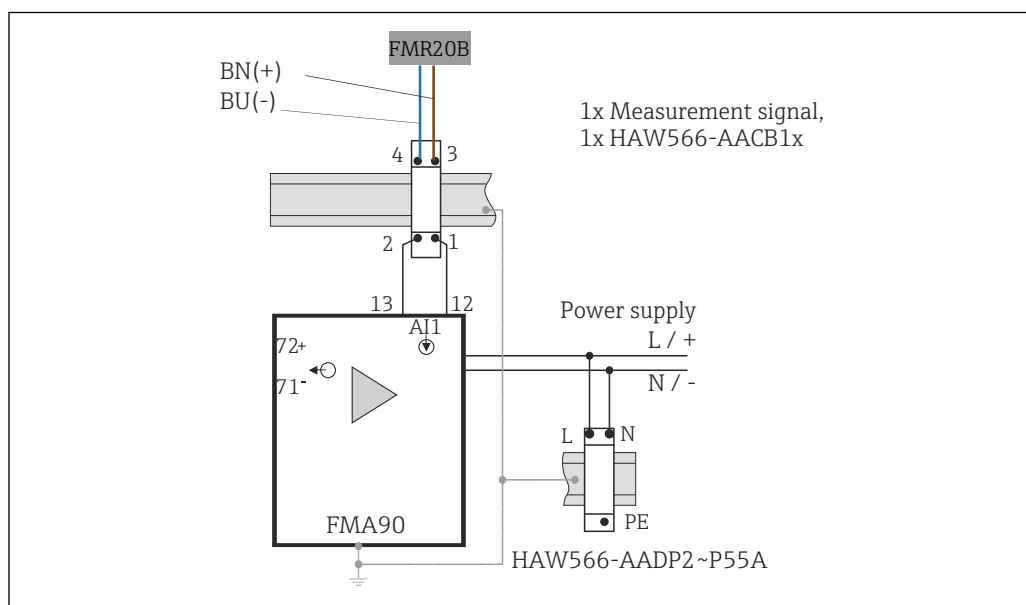 FMR20B
BN(+)
BU(-)
1x Measurement signal,
1x HAW566-AACB1x
4 3
2 1
13 12
AI1
Power supply
L / +
N / -
72+
71-
L N
PE
FMA90
HAW566-AADP2~P55A